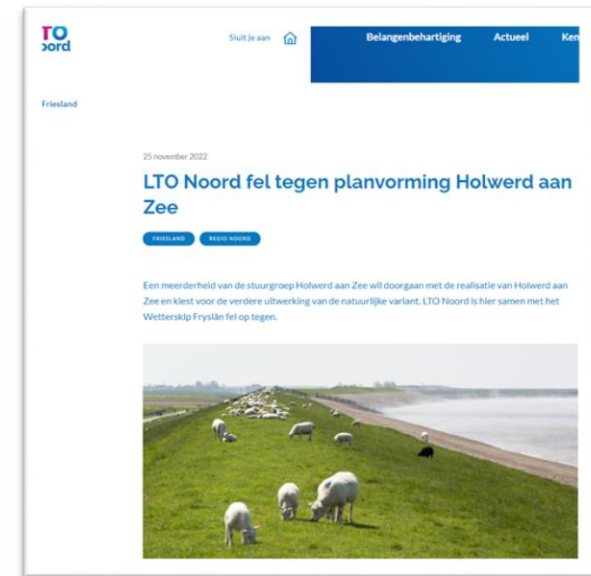 TO
oord
Sluit je aan
Belangenbehartiging
Actueel
Ken
Friesland
25 november 2022
LTO Noord fel tegen planvorming Holwerd aan
Zee
FRIESLAND
REGIO NOORD
Een meerderheid van de stuurgroep Holwerd aan Zee wil doorgaan met de realisatie van Holwerd aan
Zee en kiest voor de verdere uitwerking van de natuurlijke variant. LTO Noord is hier samen met het
Wetterskip Fryslân fel op tegen.